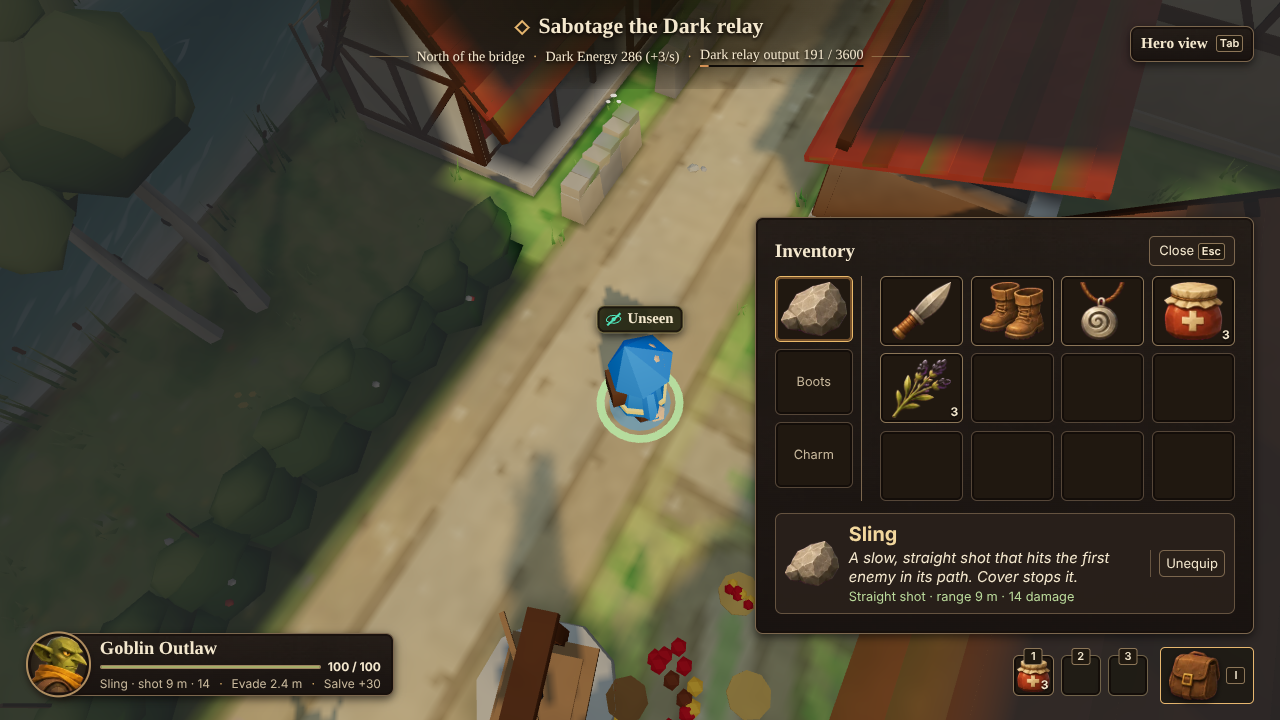 Sabotage the Dark relay
North of the bridge · Dark Energy 286 (+3/s) · Dark relay output 191 / 3600
Hero view Tab
Unseen
Inventory
Close Esc
3
Boots
3
Charm
Sling
A slow, straight shot that hits the first
enemy in its path. Cover stops it.
Straight shot · range 9 m · 14 damage
Unequip
Goblin Outlaw
100 / 100
Sling · shot 9 m · 14 · Evade 2.4 m · Salve +30
1
3
2
3
I